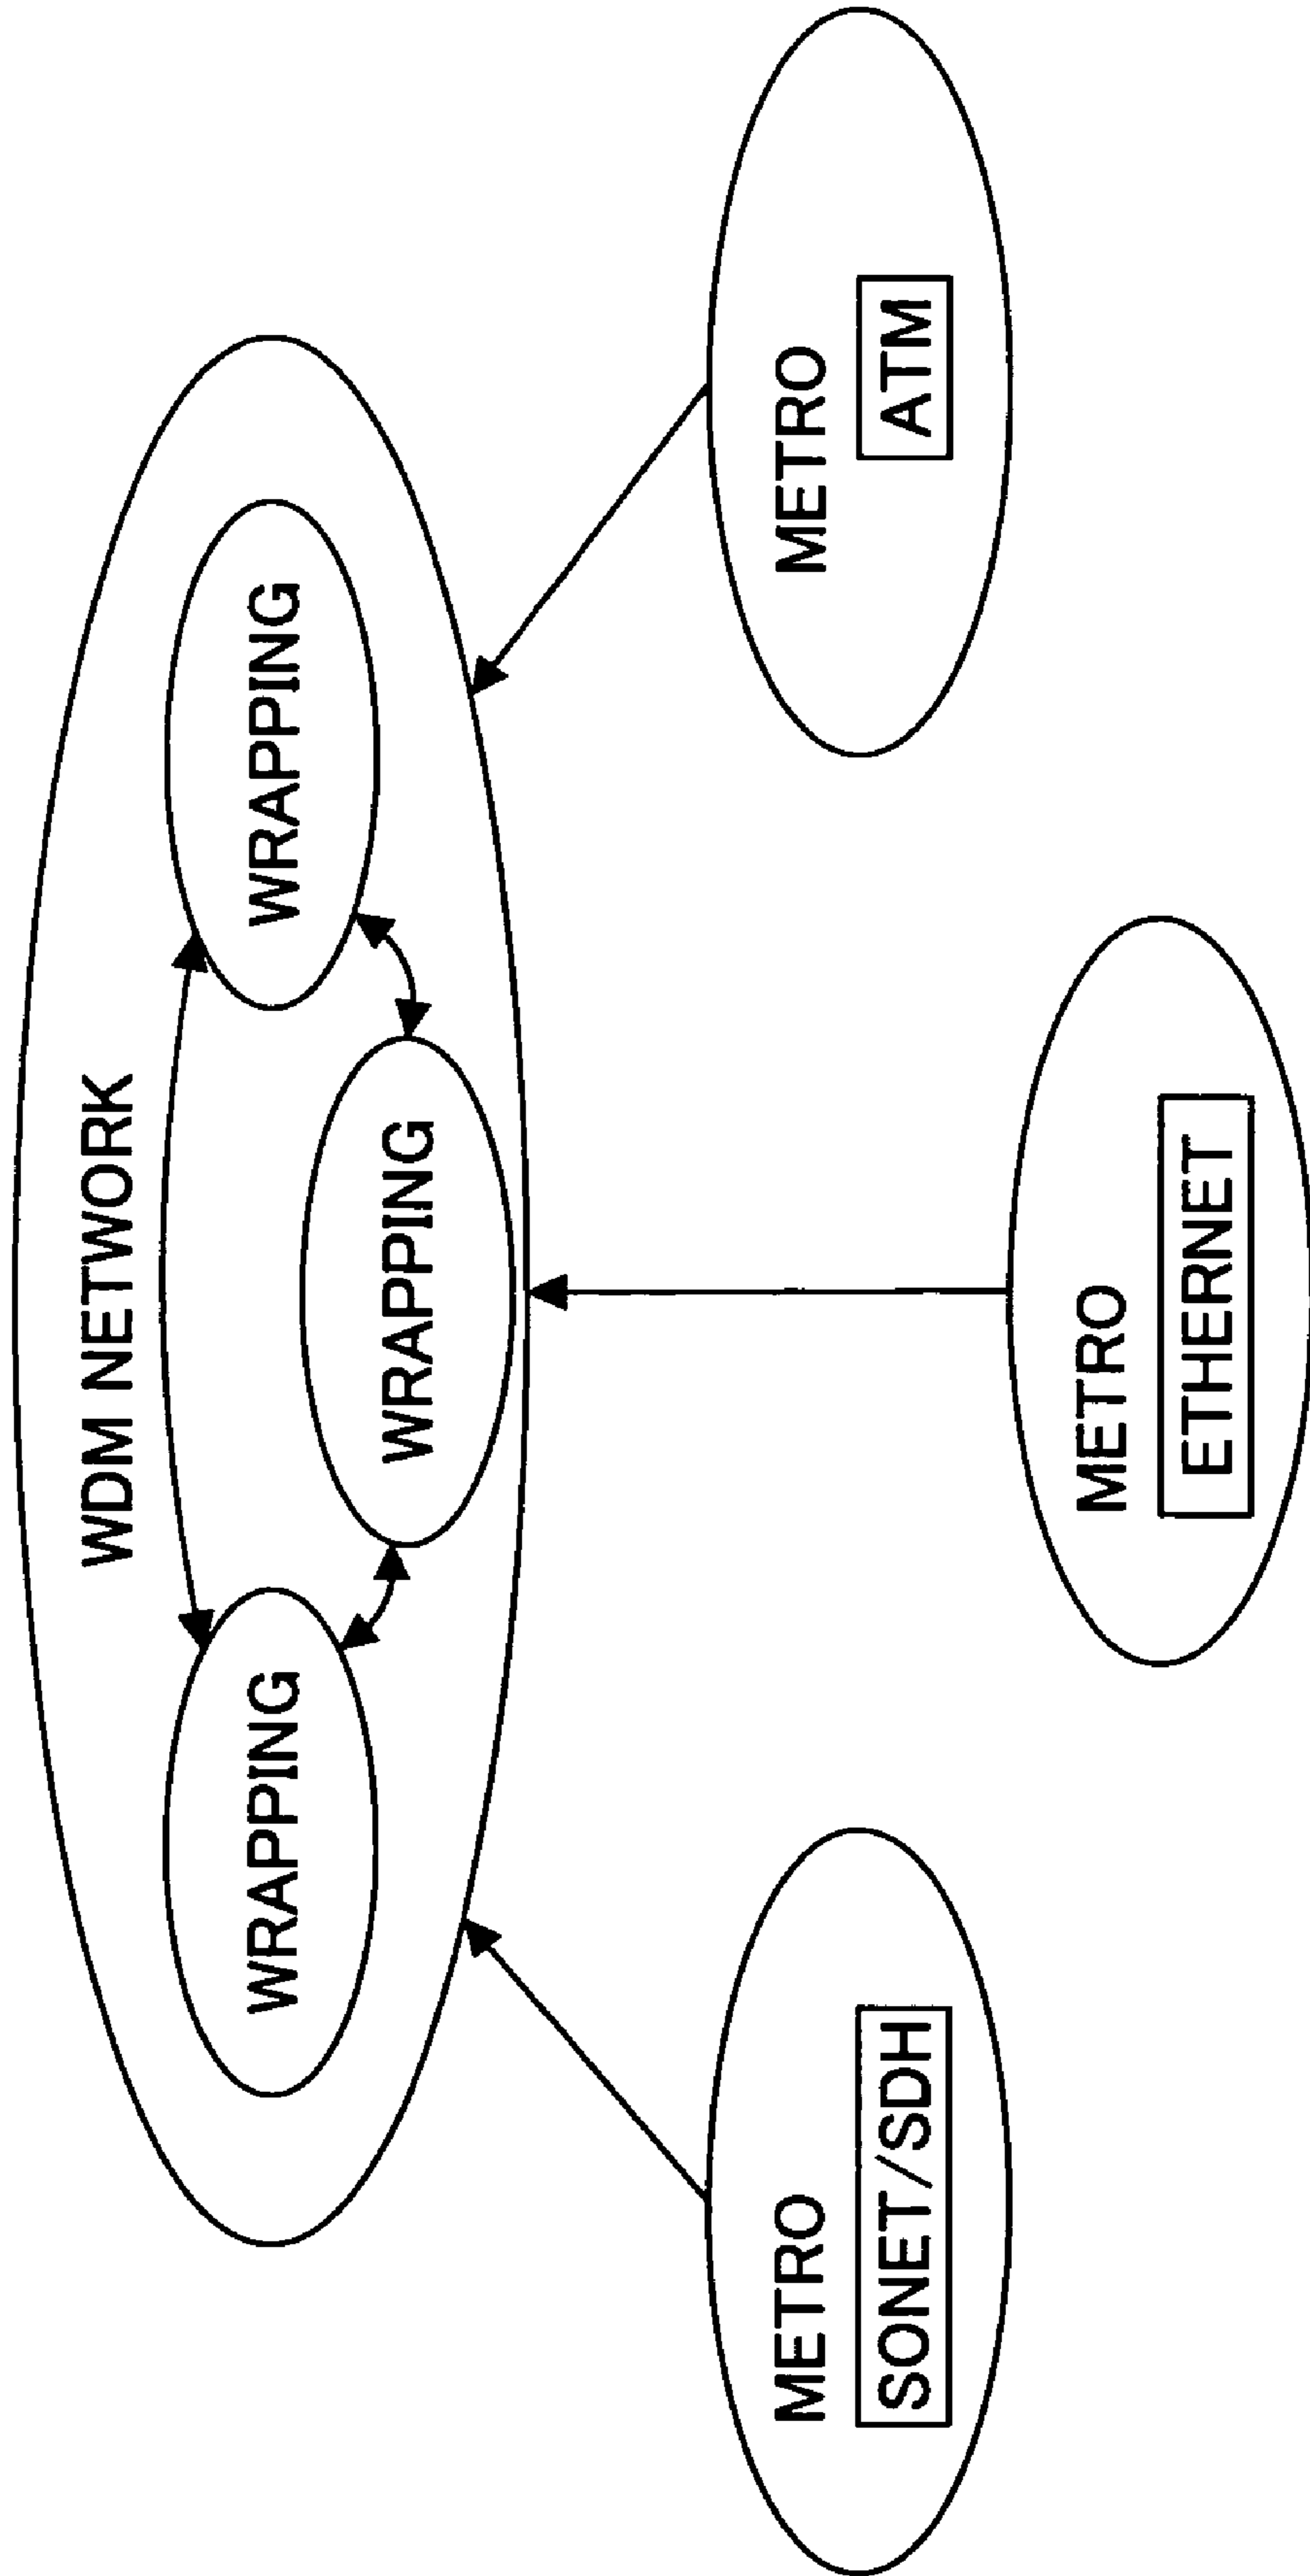 WDM NETWORK
WRAPPING
WRAPPING
WRAPPING
METRO
SONET/SDH
METRO
ETHERNET
METRO
ATM